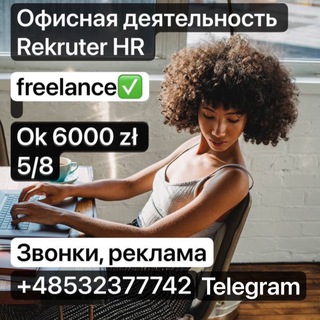 Офисная деятельность
Rekruter HR
freelance✅
Ok 6000 zł
5/8
Звонки, реклама
+48532377742 Telegram